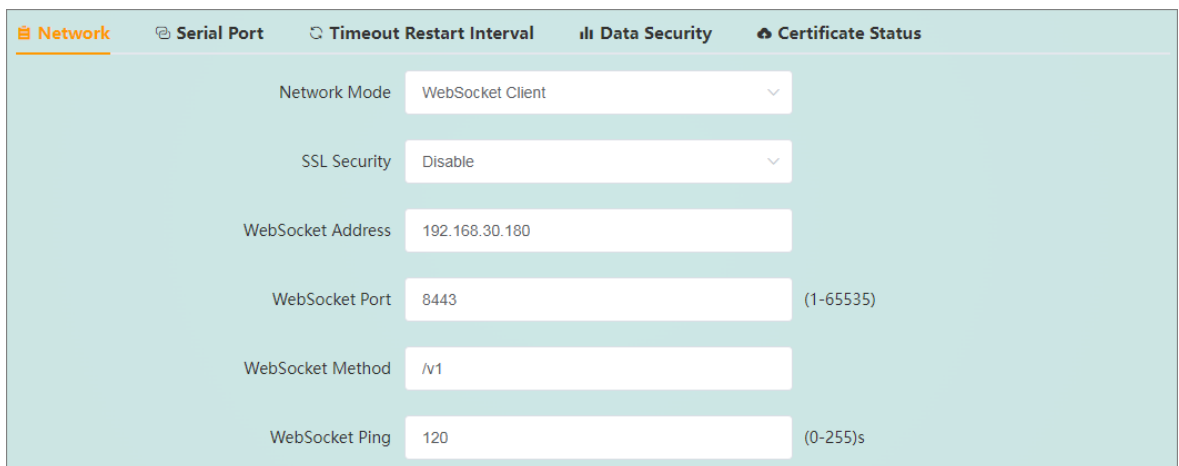 Network Serial Port Timeout Restart Interval Data Security Certificate Status
Network Mode WebSocket Client
SSL Security Disable
WebSocket Address 192.168.30.180
WebSocket Port 8443 (1-65535)
WebSocket Method /v1
WebSocket Ping 120 (0-255)s